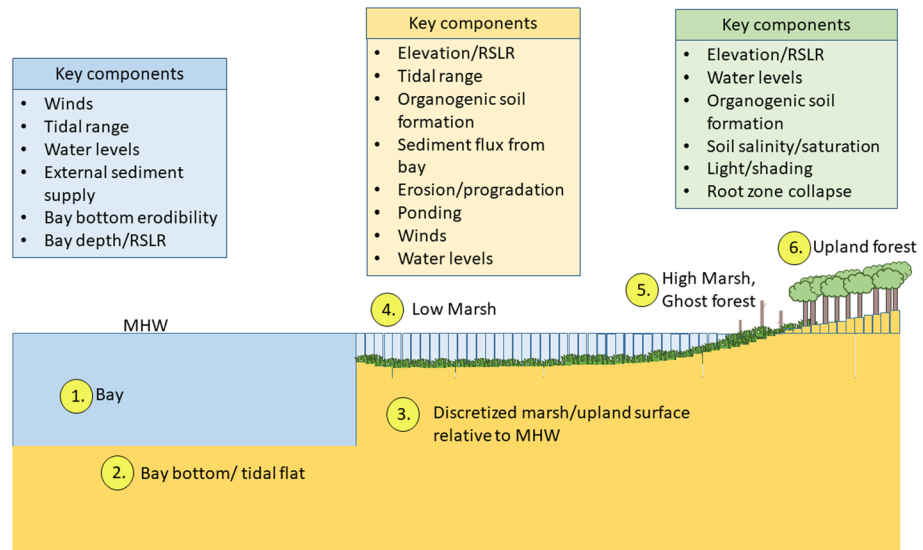 Key components
• Winds
• Tidal range
• Water levels
• External sediment
supply
• Bay bottom erodibility
• Bay depth/RSLR
Key components
• Elevation/RSLR
• Tidal range
• Organogenic soil
formation
• Sediment flux from
bay
• Erosion/progradation
• Ponding
• Winds
• Water levels
Key components
• Elevation/RSLR
• Water levels
• Organogenic soil
formation
• Soil salinity/saturation
• Light/shading
• Root zone collapse
6. Upland forest
5. High Marsh,
Ghost forest
4. Low Marsh
MHW
1. Bay
3. Discretized marsh/upland surface
relative to MHW
2. Bay bottom/ tidal flat